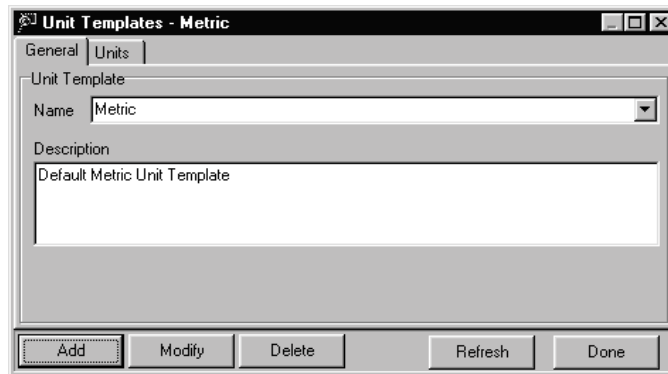 Unit Templates - Metric
General Units
Unit Template
Name Metric
Description
Default Metric Unit Template
Add Modify Delete Refresh Done